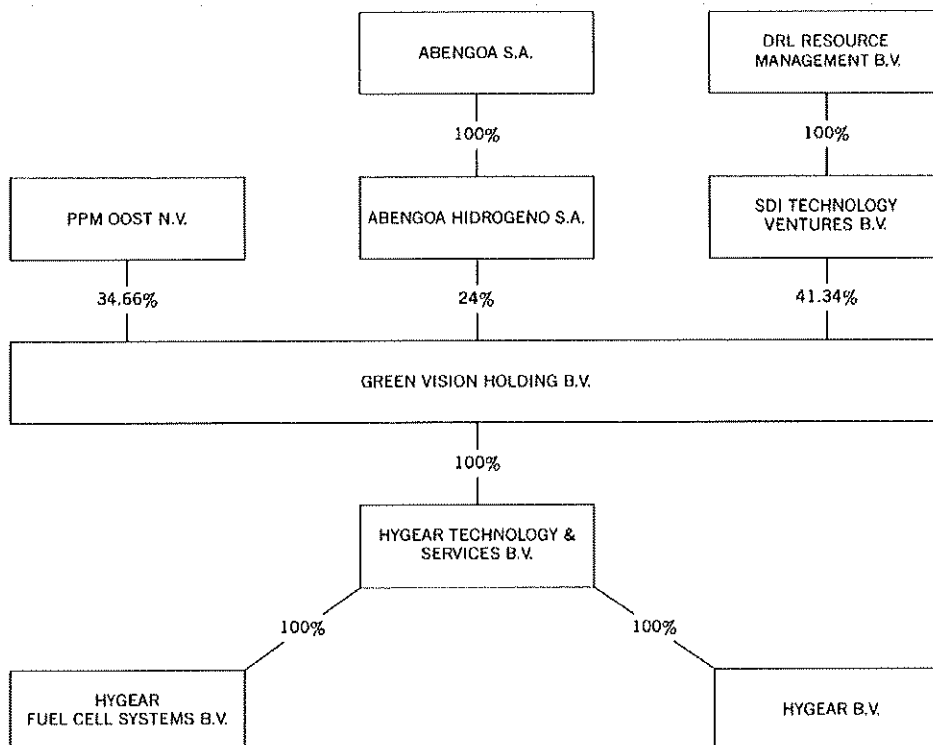 ABENGOA S.A.
DRL RESOURCE
MANAGEMENT B.V.
100%
100%
PPM OOST N.V.
ABENGOA HIDROGENO S.A.
SDI TECHNOLOGY
VENTURES B.V.
34.66%
24%
41.34%
GREEN VISION HOLDING B.V.
100%
HYGEAR TECHNOLOGY &
SERVICES B.V.
100%
100%
HYGEAR
FUEL CELL SYSTEMS B.V.
HYGEAR B.V.